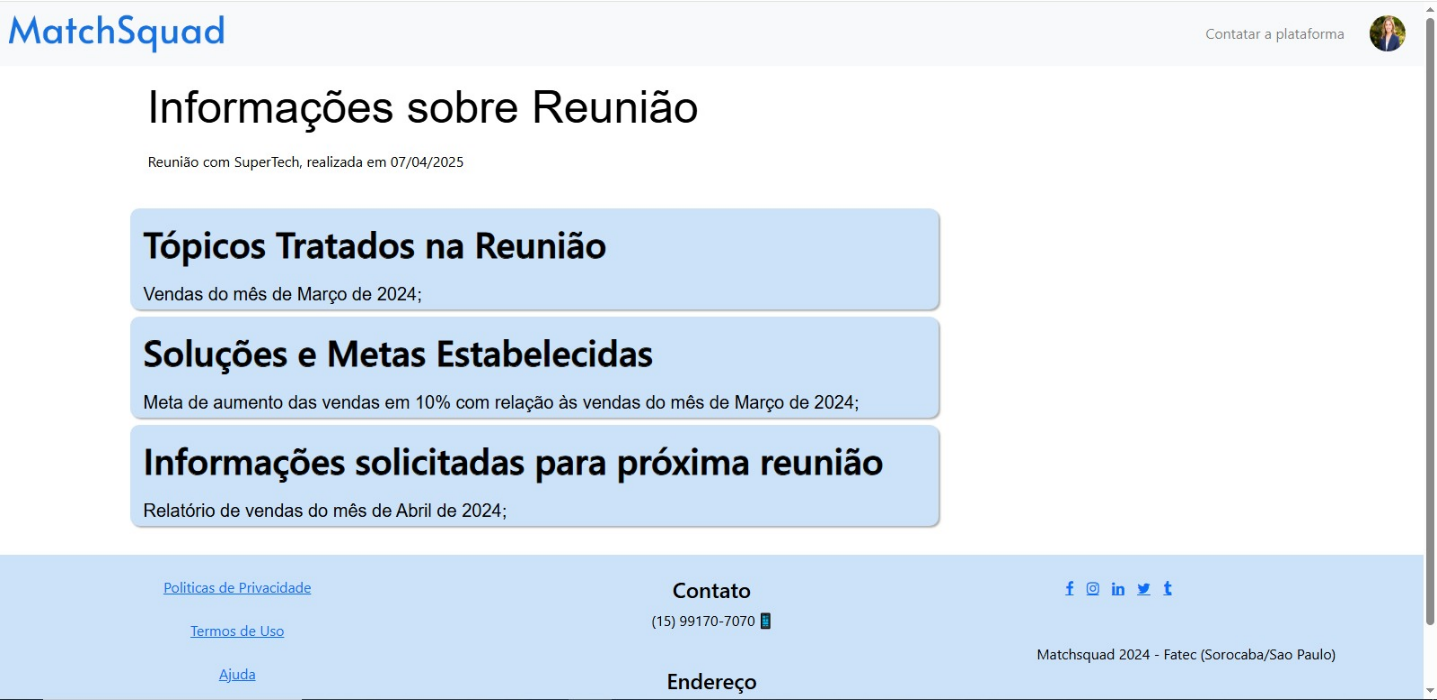 MatchSquad
Contatar a plataforma
Informações sobre Reunião
Reunião com SuperTech, realizada em 07/04/2025
Tópicos Tratados na Reunião
Vendas do mês de Março de 2024;
Soluções e Metas Estabelecidas
Meta de aumento das vendas em 10% com relação às vendas do mês de Março de 2024;
Informações solicitadas para próxima reunião
Relatório de vendas do mês de Abril de 2024;
Politicas de Privacidade
Termos de Uso
Ajuda
Contato
(15) 99170-7070
Endereço
Matchsquad 2024 - Fatec (Sorocaba/Sao Paulo)